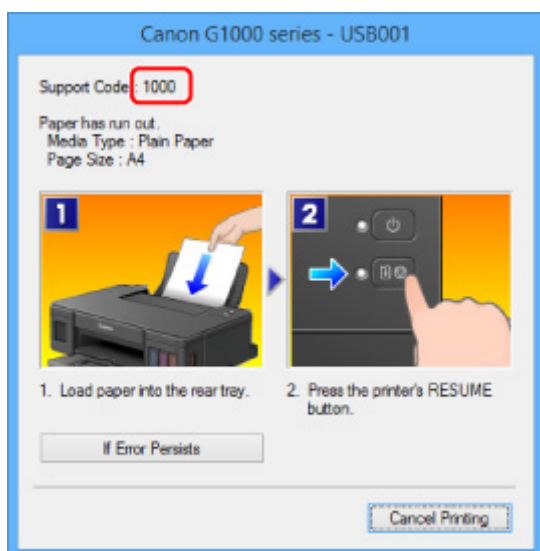 Canon G1000 series - USB001
Support Code : 1000
Paper has run out.
Media Type : Plain Paper
Page Size : A4
1
2
1. Load paper into the rear tray.
2. Press the printer's RESUME
button.
If Error Persists
Cancel Printing